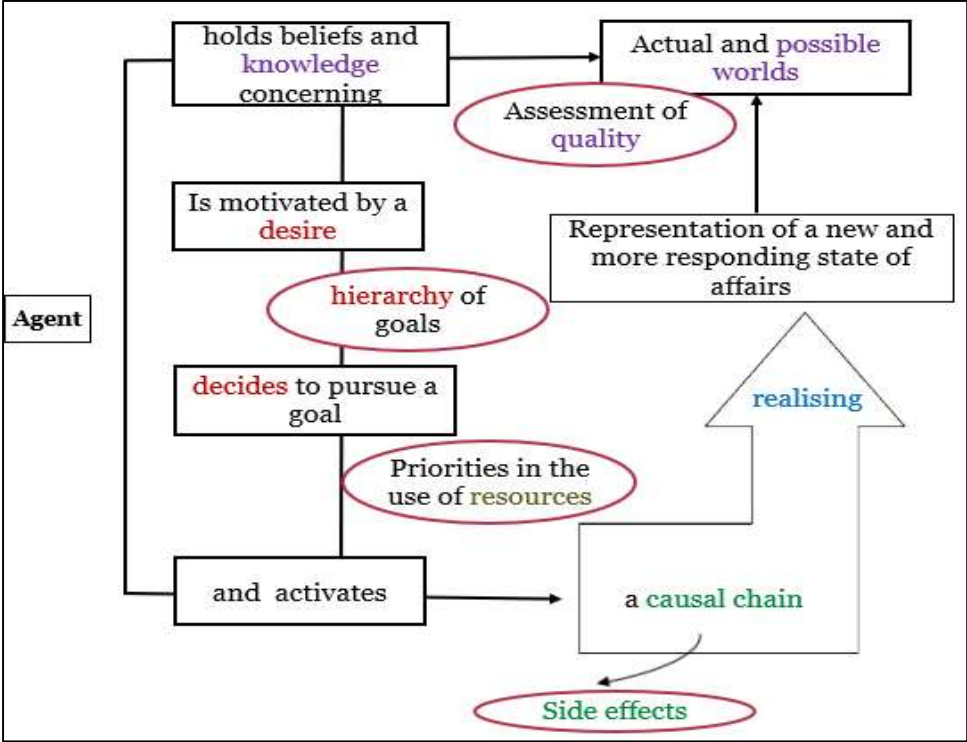 holds beliefs and
knowledge
concerning
Actual and possible
worlds
Assessment of
quality
Is motivated by a
desire
Representation of a new and
more responding state of
affairs
hierarchy of
goals
Agent
decides to pursue a
goal
realising
Priorities in the
use of resources
and activates
a causal chain
Side effects